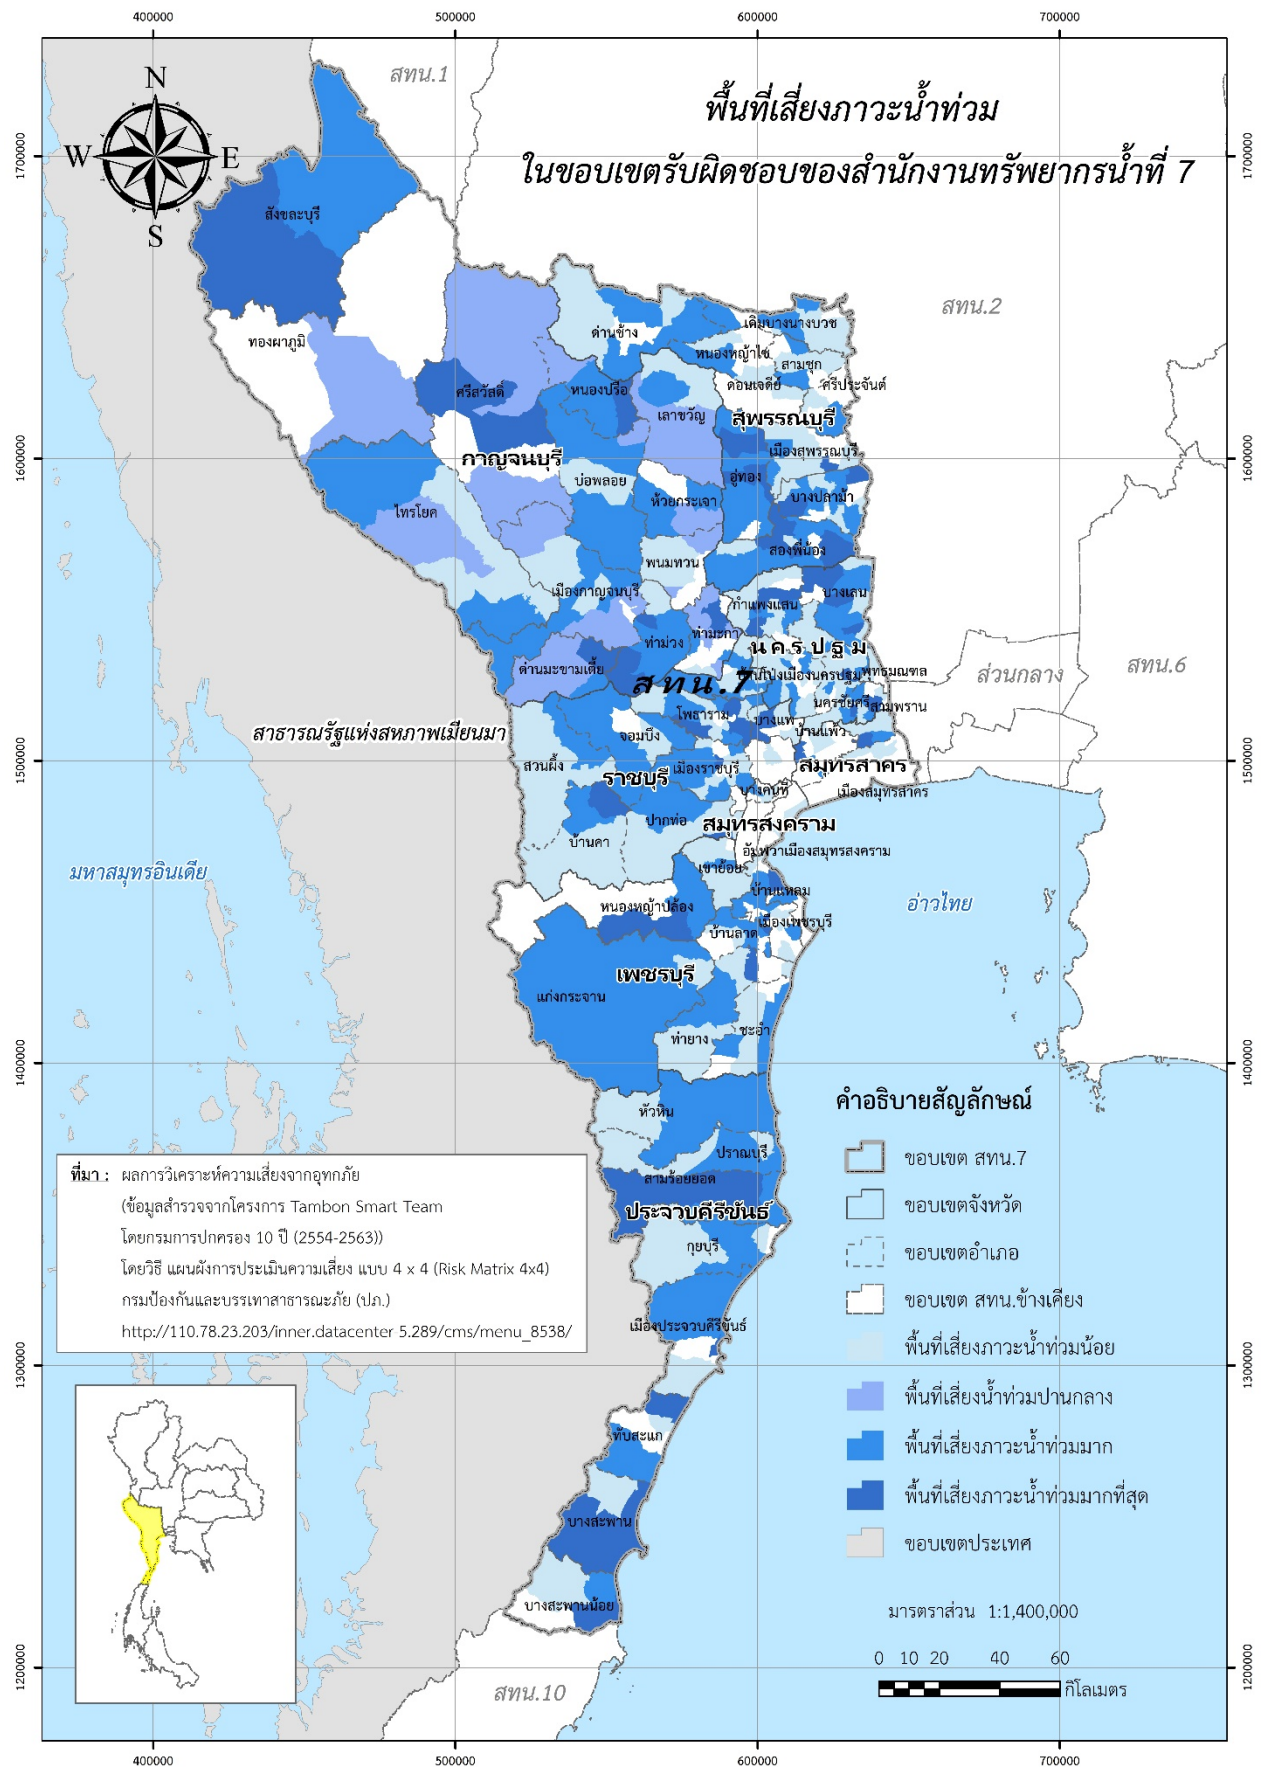 400000 500000 600000 700000
สทน.1
N
W E
S
พื้นที่เสี่ยงภาวะน้ำท่วม
ในขอบเขตรับผิดชอบของสำนักงานทรัพยากรน้ำที่ 7
1700000 1700000
สังขละบุรี
สทน.2
ทองผาภูมิ
ด่านช้าง
เดิมบางนางบวช
หนองหญ้าไซ
สามชุก
ศรีสวัสดิ์
หนองปรือ
ดอนเจดีย์
ศรีประจันต์
เลาขวัญ
สุพรรณบุรี
เมืองสุพรรณบุรี
1600000 1600000
กาญจนบุรี
บ่อพลอย
อู่ทอง
ห้วยกระเจา
บางปลาม้า
ไทรโยค
สองพี่น้อง
พนมทวน
เมืองกาญจนบุรี
กำแพงแสน
บางเลน
ท่าม่วง
ท่ามะกา
นครปฐม
ด่านมะขามเตี้ย
สทน.7
บ้านโป่ง
เมืองนครปฐม
พุทธมณฑล
ส่วนกลาง
สทน.6
โพธาราม
บางแพ
นครชัยศรี
สามพราน
สาธารณรัฐแห่งสหภาพเมียนมา
จอมบึง
บ้านแพ้ว
สวนผึ้ง
ราชบุรี
เมืองราชบุรี
สมุทรสาคร
1500000 1500000
บางคนที
เมืองสมุทรสาคร
ปากท่อ
สมุทรสงคราม
บ้านคา
อัมพวา
เมืองสมุทรสงคราม
มหาสมุทรอินเดีย
เขาย้อย
บ้านแหลม
อ่าวไทย
หนองหญ้าปล้อง
เมืองเพชรบุรี
บ้านลาด
เพชรบุรี
แก่งกระจาน
ท่ายาง
ชะอำ
1400000 1400000
หัวหิน
ปราณบุรี
สามร้อยยอด
ประจวบคีรีขันธ์
กุยบุรี
เมืองประจวบคีรีขันธ์
ที่มา : ผลการวิเคราะห์ความเสี่ยงจากอุทกภัย
(ข้อมูลสำรวจจากโครงการ Tambon Smart Team
โดยกรมการปกครอง 10 ปี (2554-2563))
โดยวิธี แผนผังการประเมินความเสี่ยง แบบ 4 x 4 (Risk Matrix 4x4)
กรมป้องกันและบรรเทาสาธารณะภัย (ปภ.)
http://110.78.23.203/inner.datacenter 5.289/cms/menu_8538/
1300000 1300000
ทับสะแก
บางสะพาน
บางสะพานน้อย
สทน.10
1200000 1200000
คำอธิบายสัญลักษณ์
ขอบเขต สทน.7
ขอบเขตจังหวัด
ขอบเขตอำเภอ
ขอบเขต สทน.ข้างเคียง
พื้นที่เสี่ยงภาวะน้ำท่วมน้อย
พื้นที่เสี่ยงน้ำท่วมปานกลาง
พื้นที่เสี่ยงภาวะน้ำท่วมมาก
พื้นที่เสี่ยงภาวะน้ำท่วมมากที่สุด
ขอบเขตประเทศ
มาตราส่วน 1:1,400,000
0 10 20 40 60
กิโลเมตร
400000 500000 600000 700000